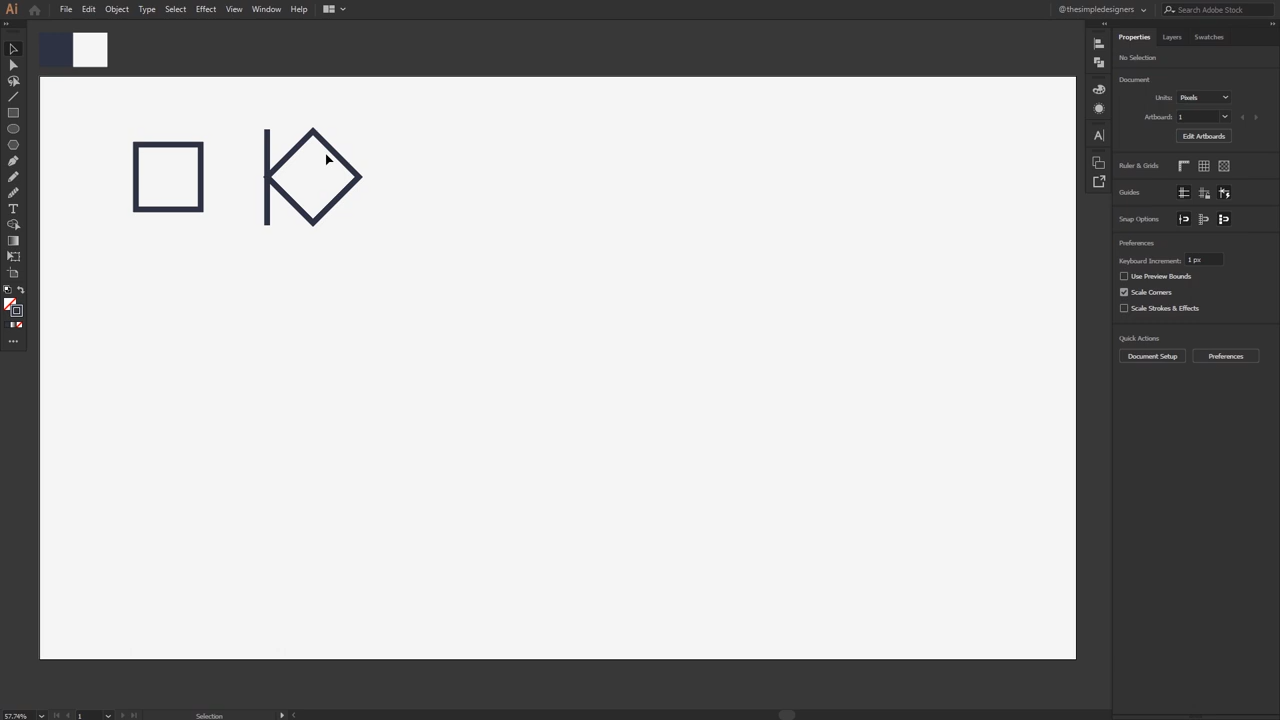 Ai File Edit Object Type Select Effect View Window Help @thesimpledesigners Search Adobe Stock
Properties Layers Swatches
No Selection
Document
Units: Pixels
Artboard: 1
Edit Artboards
Ruler & Grids
Guides
Snap Options
Preferences
Keyboard Increment: 1 px
Use Preview Bounds
Scale Corners
Scale Strokes & Effects
Quick Actions
Document Setup Preferences
57.74% 1 Selection